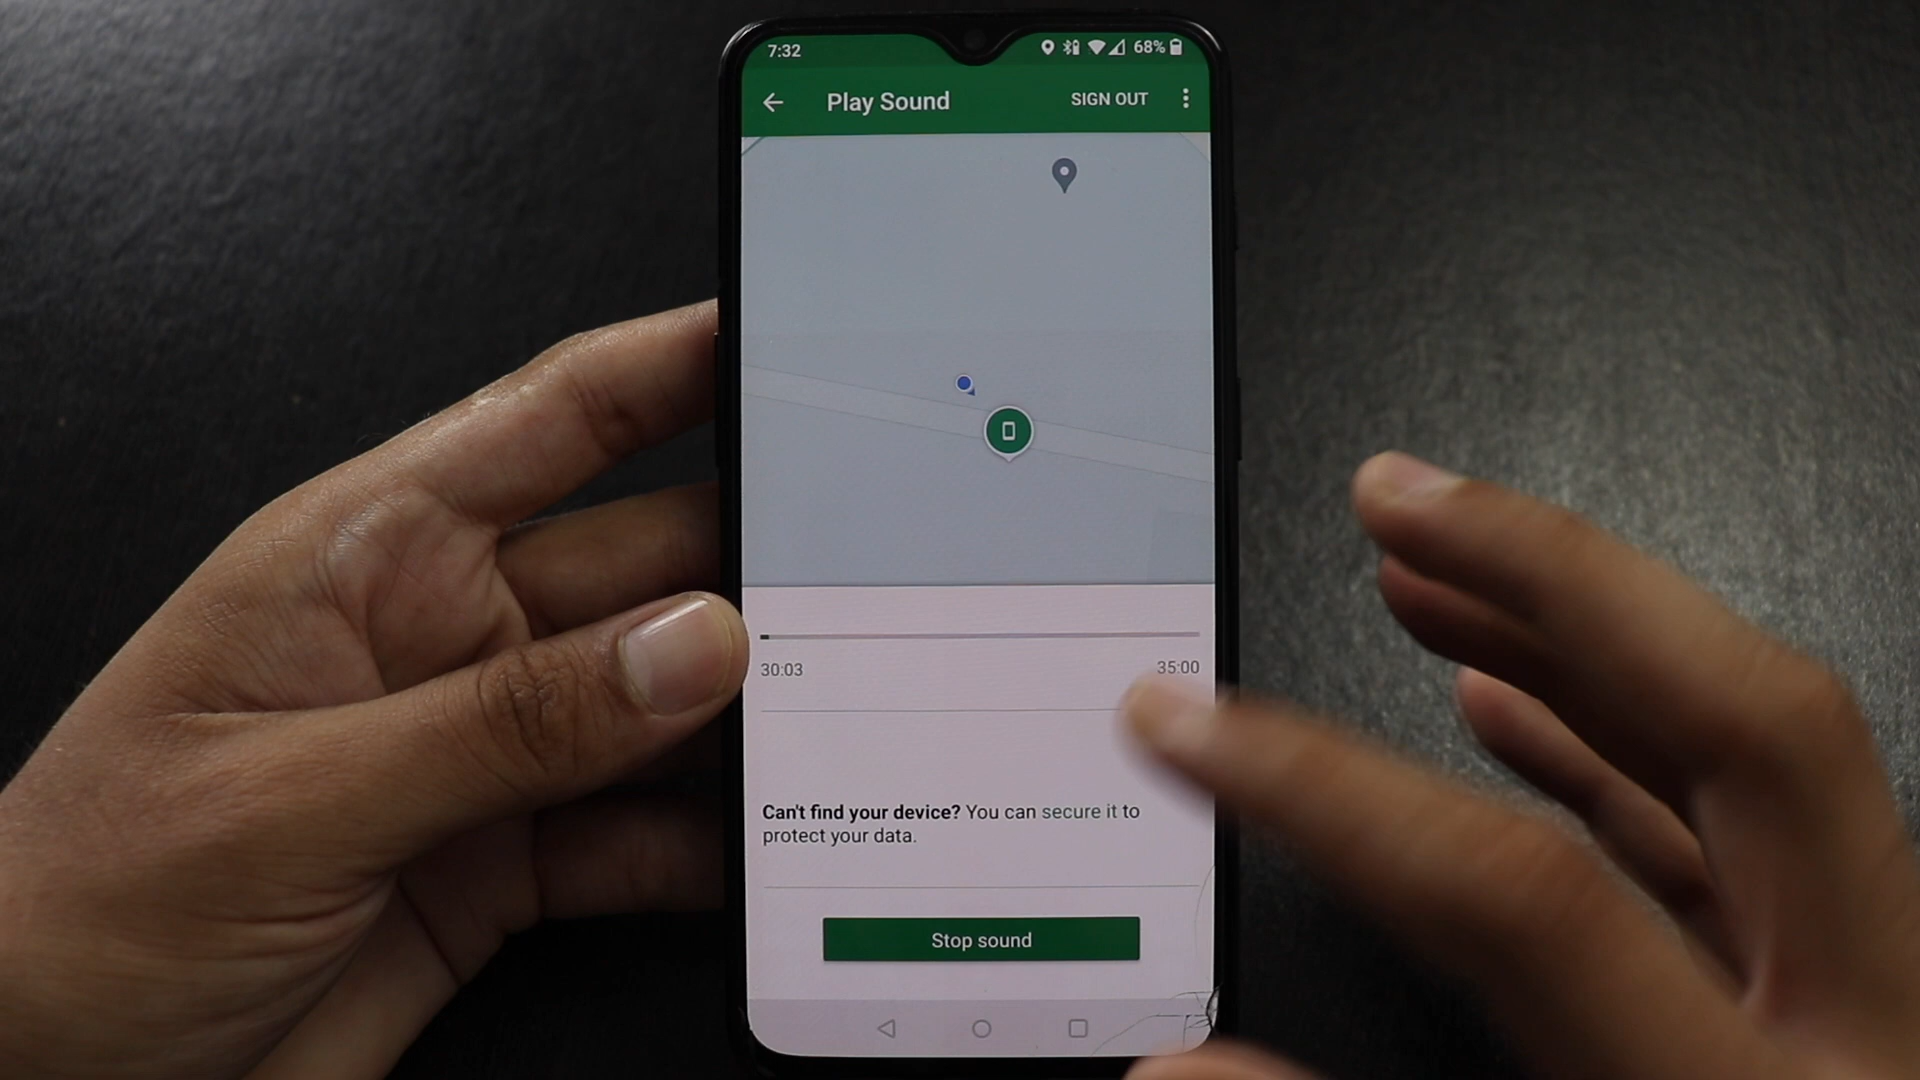 7:32 68%
Play Sound SIGN OUT
30:03 35:00
Can't find your device? You can secure it to
protect your data.
Stop sound